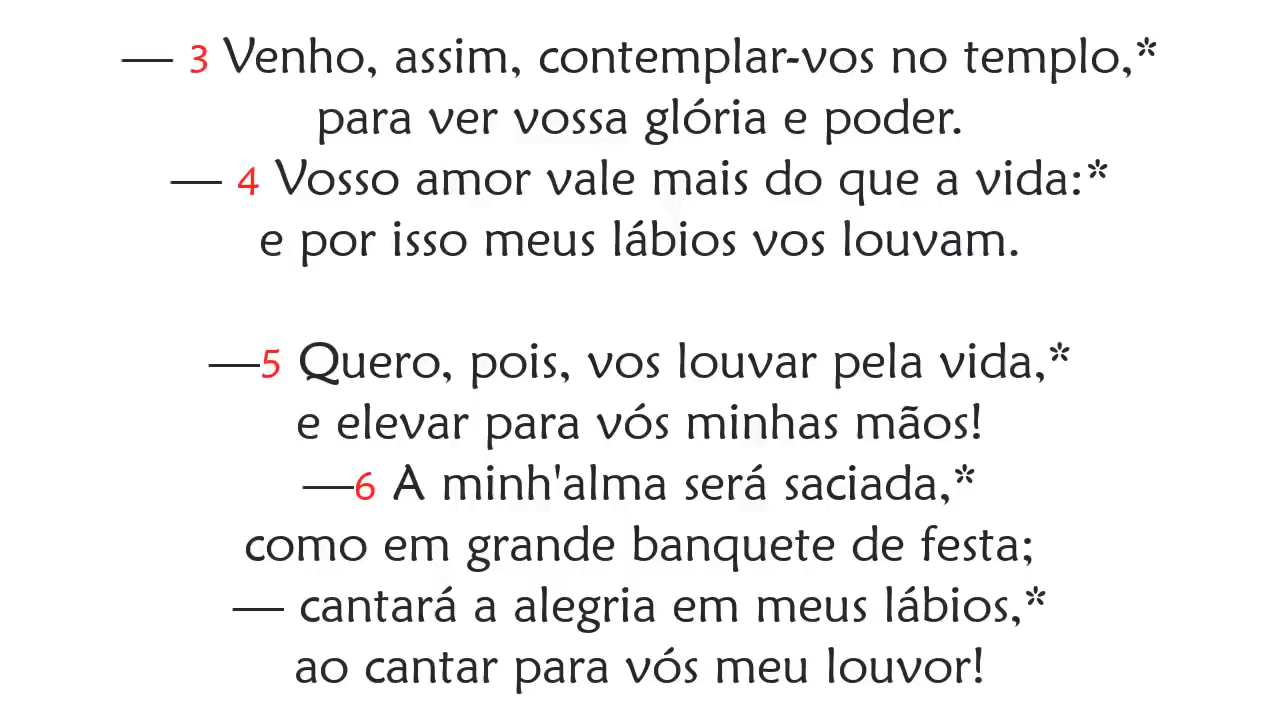 — 3 Venho, assim, contemplar-vos no templo,*
para ver vossa glória e poder.
— 4 Vosso amor vale mais do que a vida:*
e por isso meus lábios vos louvam.
—5 Quero, pois, vos louvar pela vida,*
e elevar para vós minhas mãos!
—6 A minh'alma será saciada,*
como em grande banquete de festa;
— cantará a alegria em meus lábios,*
ao cantar para vós meu louvor!